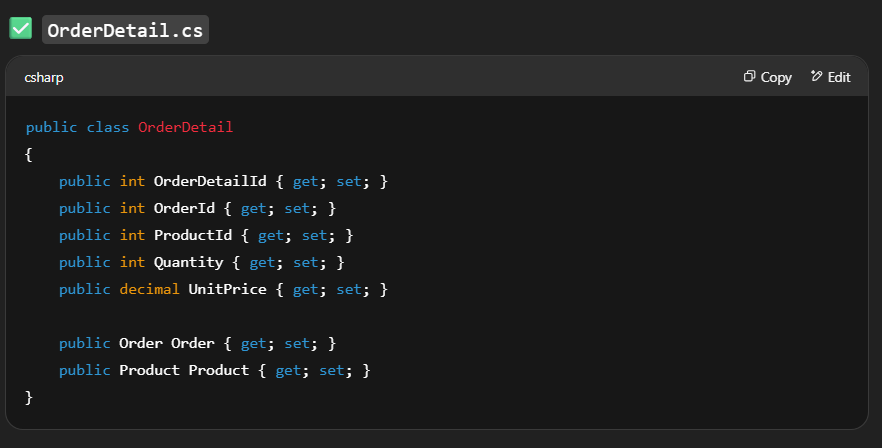 ✅ OrderDetail.cs
csharp Copy Edit
public class OrderDetail
{
    public int OrderDetailId { get; set; }
    public int OrderId { get; set; }
    public int ProductId { get; set; }
    public int Quantity { get; set; }
    public decimal UnitPrice { get; set; }

    public Order Order { get; set; }
    public Product Product { get; set; }
}